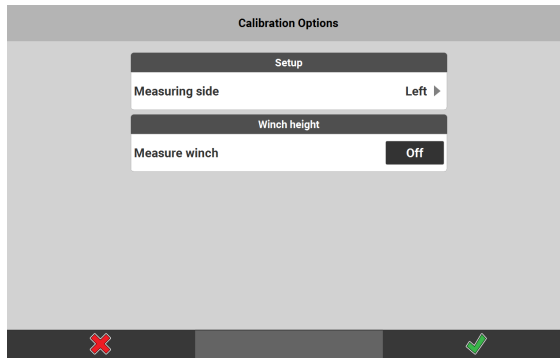 Calibration Options
Setup
Measuring side Left
Winch height
Measure winch Off